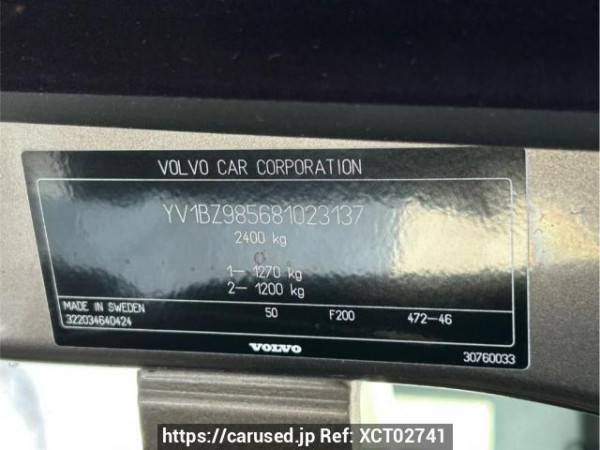 VOLVO CAR CORPORATION
YV1BZ985681023137
2400 kg
0
1— 1270 kg
2— 1200 kg
MADE IN SWEDEN 50 F200 472-46
322034640424
VOLVO
30760033
https://carused.jp Ref: XCT02741